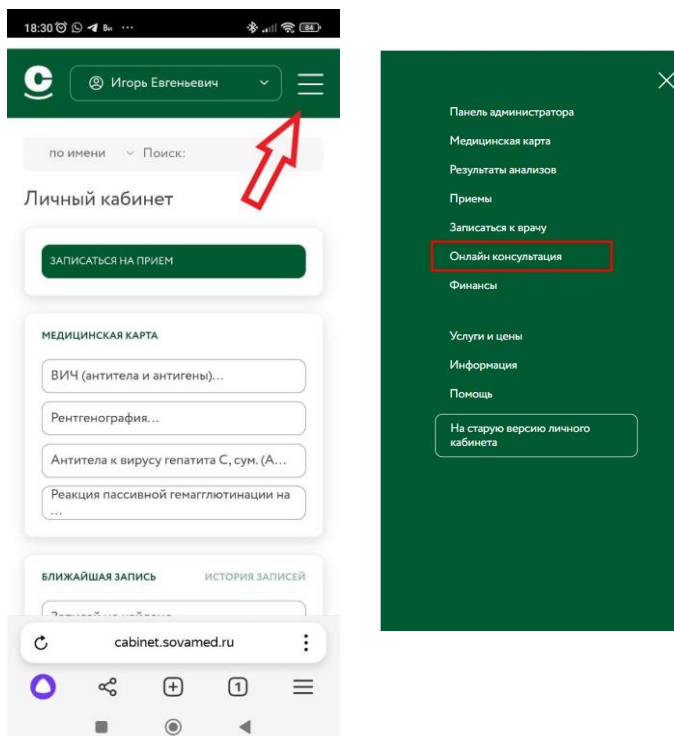 18:30 Ви ... 84
Игорь Евгеньевич
по имени Поиск:
Личный кабинет
ЗАПИСАТЬСЯ НА ПРИЕМ
МЕДИЦИНСКАЯ КАРТА
ВИЧ (антитела и антигены)...
Рентгенография...
Антитела к вирусу гепатита С, сум. (А...
Реакция пассивной гемагглютинации на
...
БЛИЖАЙШАЯ ЗАПИСЬ ИСТОРИЯ ЗАПИСЕЙ
cabinet.sovamed.ru
1
Панель администратора
Медицинская карта
Результаты анализов
Приемы
Записаться к врачу
Онлайн консультация
Финансы
Услуги и цены
Информация
Помощь
На старую версию личного
кабинета